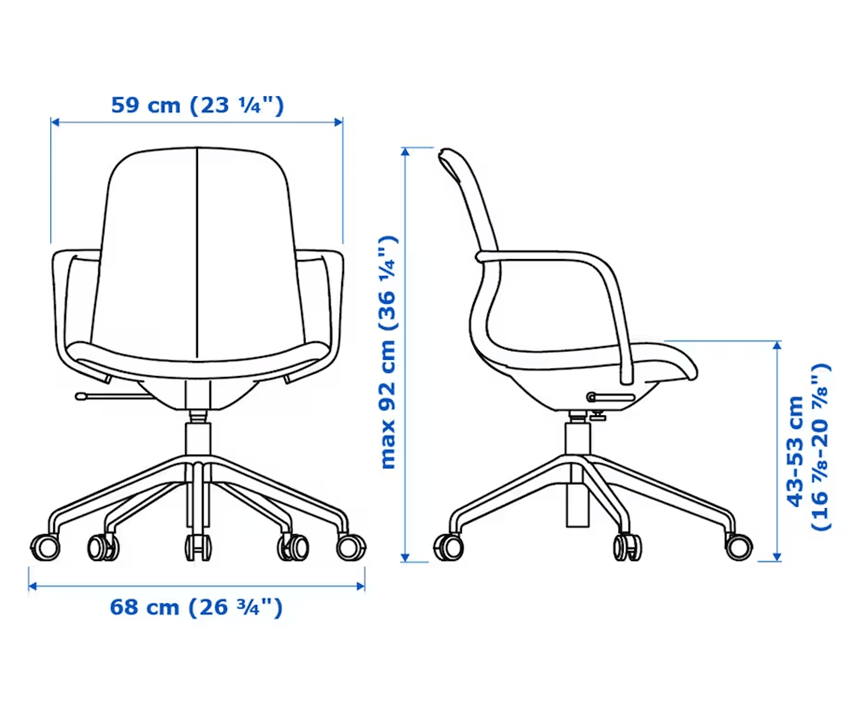 59 cm (23 ¼")
max 92 cm (36 ¼")
43-53 cm
(16 ⅞-20 ⅞")
68 cm (26 ¾")